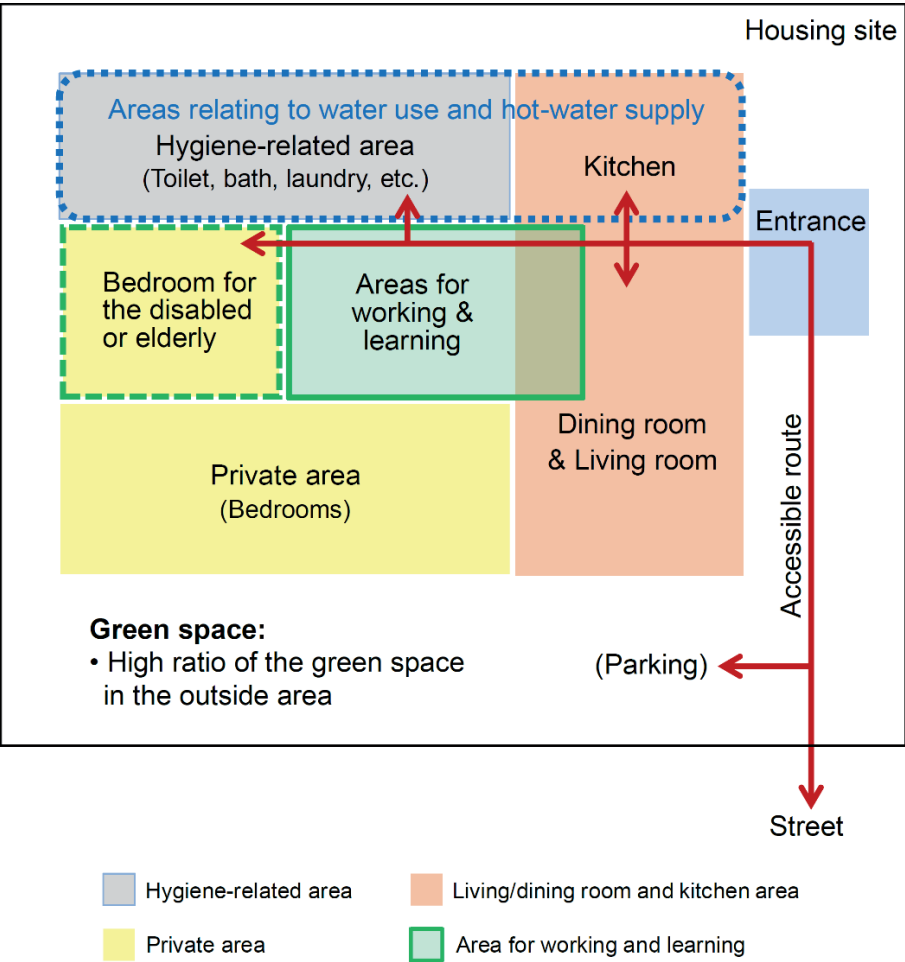 Housing site
Areas relating to water use and hot-water supply
Hygiene-related area
(Toilet, bath, laundry, etc.)
Kitchen
Entrance
Bedroom for
the disabled
or elderly
Areas for
working &
learning
Dining room
& Living room
Private area
(Bedrooms)
Accessible route
Green space:
• High ratio of the green space
in the outside area
(Parking)
Street
Hygiene-related area
Living/dining room and kitchen area
Private area
Area for working and learning